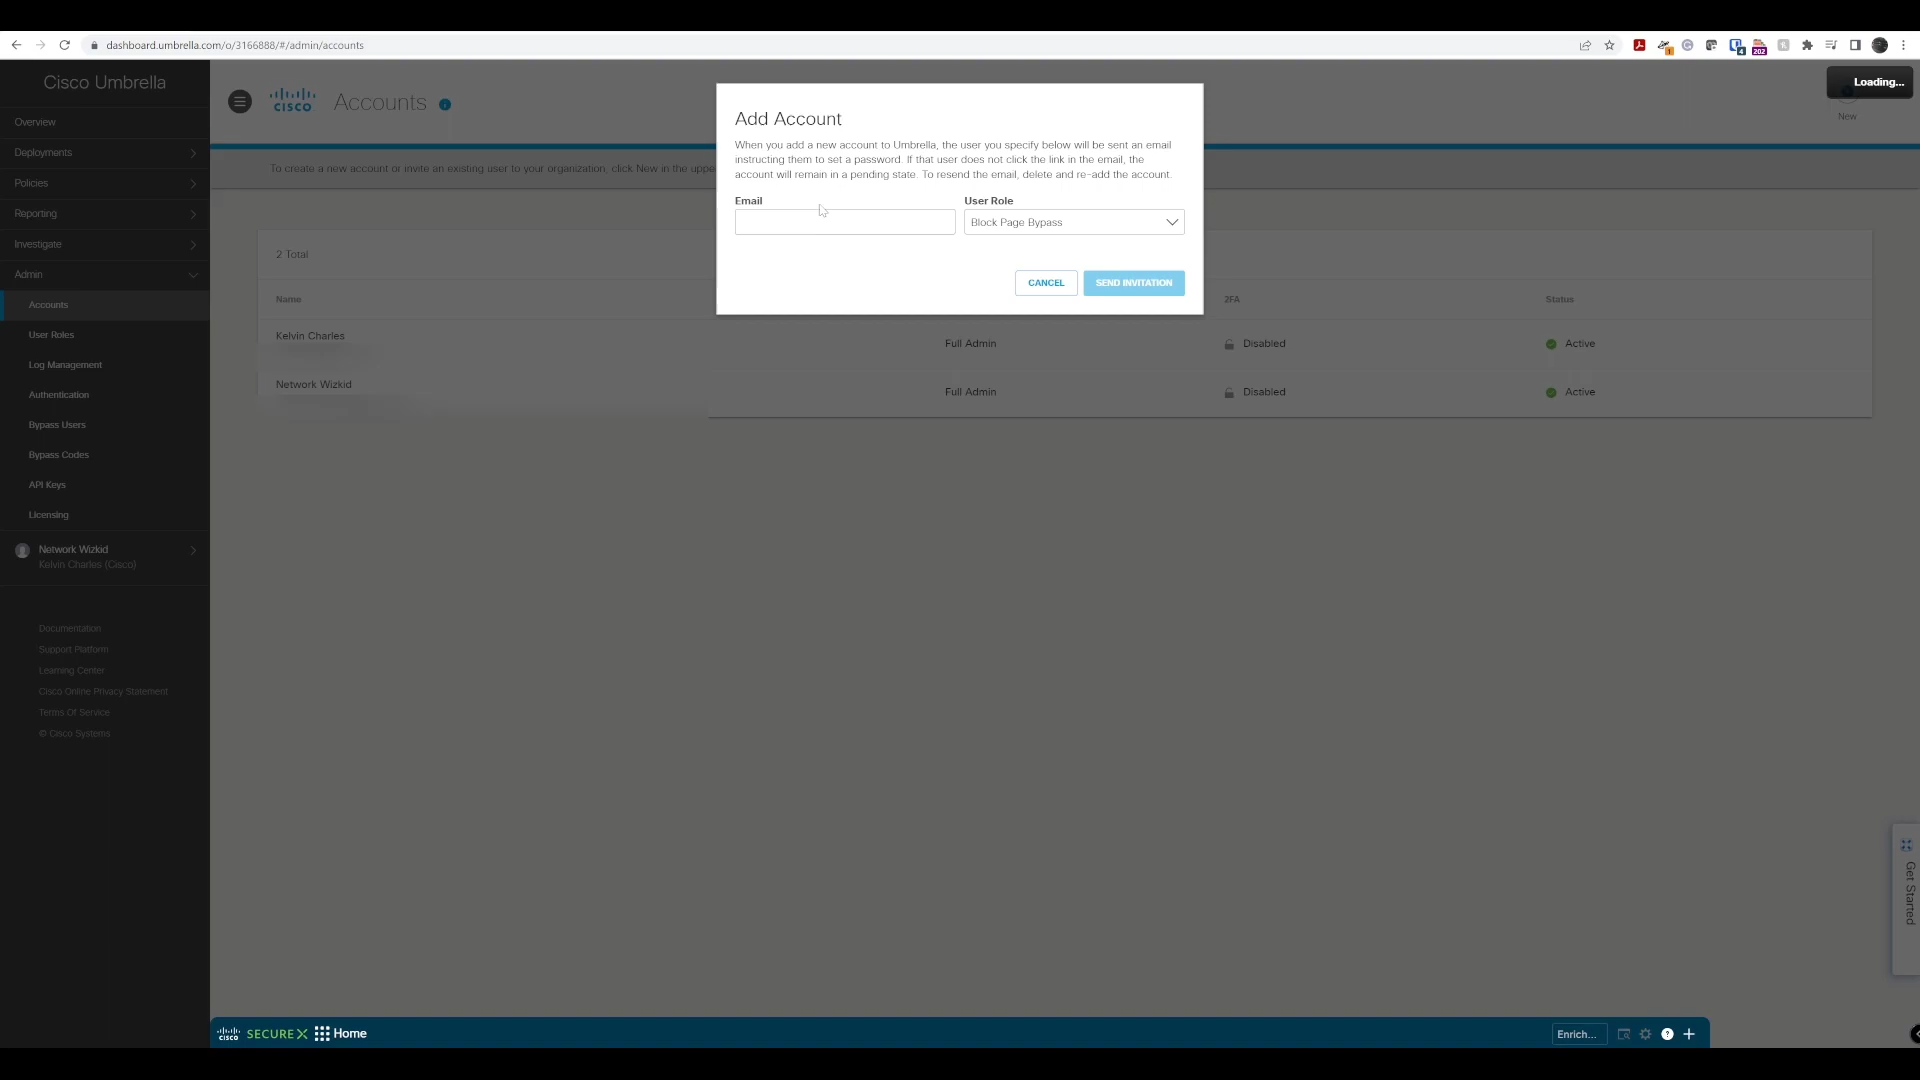 dashboard.umbrella.com/o/3166888/#/admin/accounts
1
4
202
Cisco Umbrella
Overview
Deployments
Policies
Reporting
Investigate
Admin
Accounts
User Roles
Log Management
Authentication
Bypass Users
Bypass Codes
API Keys
Licensing
Network Wizkid
Kelvin Charles (Cisco)
Documentation
Support Platform
Learning Center
Cisco Online Privacy Statement
Terms Of Service
© Cisco Systems
CISCO
Accounts
Loading...
New
To create a new account or invite an existing user to your organization, click New in the upper
2 Total
Name
2FA
Status
Kelvin Charles
Full Admin
Disabled
Active
Network Wizkid
Full Admin
Disabled
Active
Add Account
When you add a new account to Umbrella, the user you specify below will be sent an email
instructing them to set a password. If that user does not click the link in the email, the
account will remain in a pending state. To resend the email, delete and re-add the account.
Email
User Role
Block Page Bypass
CANCEL
SEND INVITATION
Get Started
CISCO SECUREX Home
Enrich...